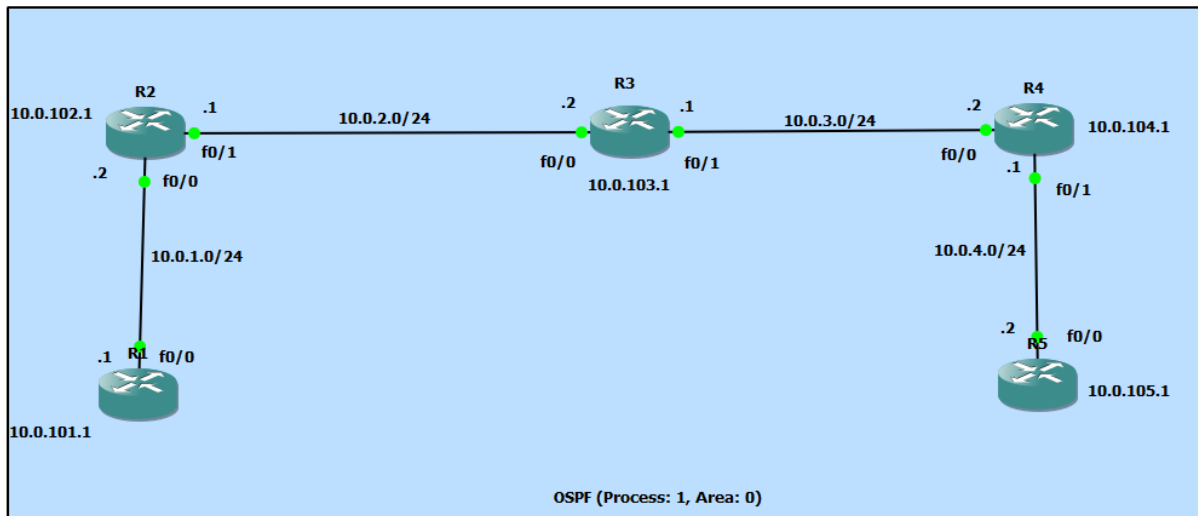 R2
10.0.102.1
.1
f0/1
.2
f0/0
10.0.2.0/24
R3
.2
.1
f0/0
f0/1
10.0.103.1
10.0.3.0/24
R4
.2
10.0.104.1
f0/0
.1
f0/1
10.0.1.0/24
10.0.4.0/24
.1
R1
f0/0
10.0.101.1
.2
f0/0
R5
10.0.105.1
OSPF (Process: 1, Area: 0)